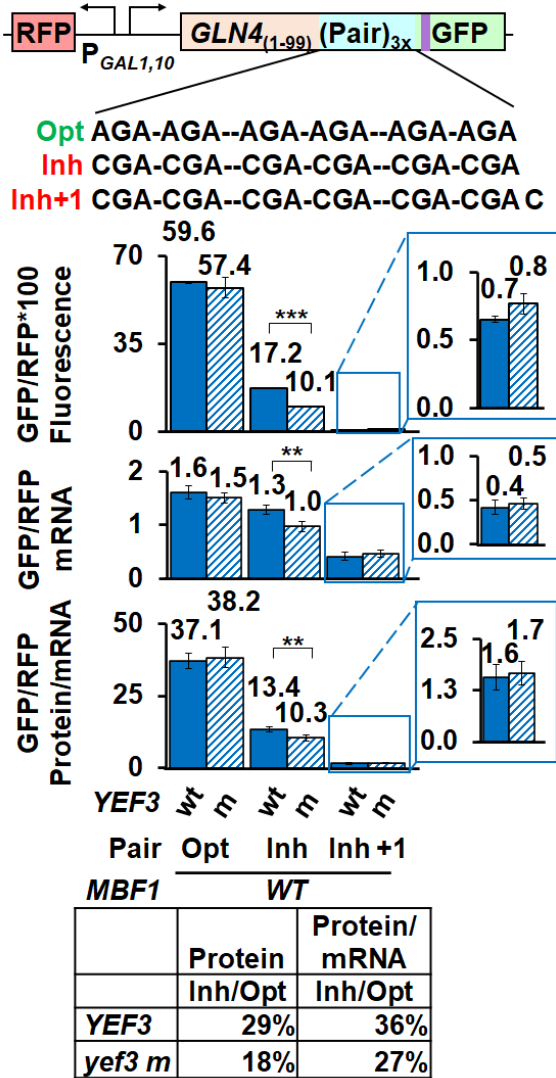 RFP
P GAL1,10
GLN4(1-99) (Pair)3x GFP
Opt AGA-AGA--AGA-AGA--AGA-AGA
Inh CGA-CGA--CGA-CGA--CGA-CGA
Inh+1 CGA-CGA--CGA-CGA--CGA-CGA C
GFP/RFP*100
Fluorescence
70
35
0
59.6
57.4
***
17.2
10.1
1.0
0.5
0.0
0.7
0.8
GFP/RFP
mRNA
2
1
0
1.6
1.5
**
1.3
1.0
1.0
0.5
0.0
0.4
0.5
GFP/RFP
Protein/mRNA
50
25
0
37.1
38.2
**
13.4
10.3
2.5
1.3
0.0
1.6
1.7
YEF3 wt m wt m wt m
Pair Opt Inh Inh +1
MBF1 WT
Protein Protein/
mRNA
Inh/Opt Inh/Opt
YEF3 29% 36%
yef3 m 18% 27%